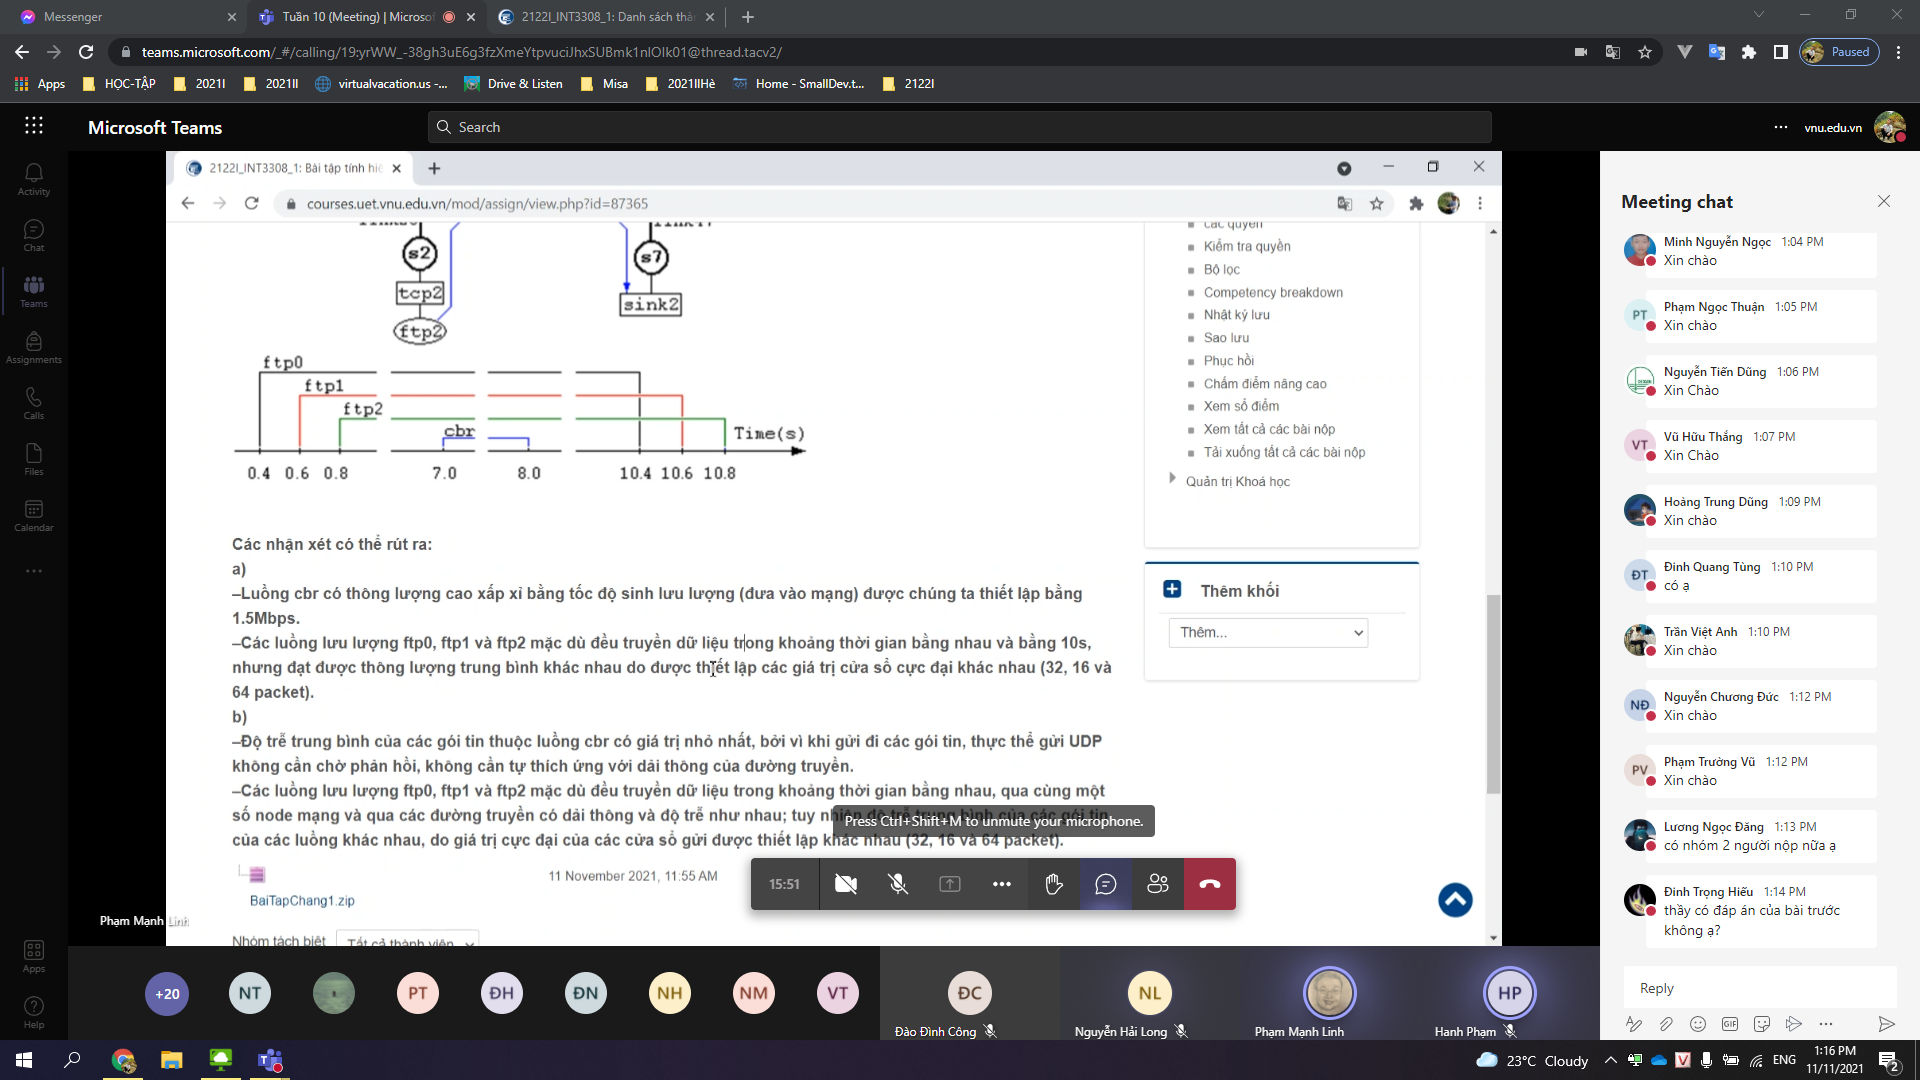 Messenger
Tuần 10 (Meeting) | Microsof
2122I_INT3308_1: Danh sách thà
teams.microsoft.com/_#/calling/19:yrWW_-38gh3uE6g3fzXmeYtpvuciJhxSUBmk1nlOlk01@thread.tacv2/
Paused
Apps
HỌC-TẬP
2021I
2021II
virtualvacation.us -...
Drive & Listen
Misa
2021IIHè
Home - SmallDev.t...
2122I
Microsoft Teams
Search
vnu.edu.vn
Activity
Chat
Teams
Assignments
Calls
Files
Calendar
Apps
Help
2122I_INT3308_1: Bài tập tính hiệ
courses.uet.vnu.edu.vn/mod/assign/view.php?id=87365
s2
s7
tcp2
sink2
ftp2
ftp0
ftp1
ftp2
cbr
Time(s)
0.4 0.6 0.8 7.0 8.0 10.4 10.6 10.8
Các nhận xét có thể rút ra:
a)
–Luồng cbr có thông lượng cao xấp xỉ bằng tốc độ sinh lưu lượng (đưa vào mạng) được chúng ta thiết lập bằng
1.5Mbps.
–Các luồng lưu lượng ftp0, ftp1 và ftp2 mặc dù đều truyền dữ liệu trong khoảng thời gian bằng nhau và bằng 10s,
nhưng đạt được thông lượng trung bình khác nhau do được thiết lập các giá trị cửa sổ cực đại khác nhau (32, 16 và
64 packet).
b)
–Độ trễ trung bình của các gói tin thuộc luồng cbr có giá trị nhỏ nhất, bởi vì khi gửi đi các gói tin, thực thể gửi UDP
không cần chờ phản hồi, không cần tự thích ứng với dải thông của đường truyền.
–Các luồng lưu lượng ftp0, ftp1 và ftp2 mặc dù đều truyền dữ liệu trong khoảng thời gian bằng nhau, qua cùng một
số node mạng và qua các đường truyền có dải thông và độ trễ như nhau; tuy nhiên độ trễ trung bình của các gói tin
của các luồng khác nhau, do giá trị cực đại của các cửa sổ gửi được thiết lập khác nhau (32, 16 và 64 packet).
Press Ctrl+Shift+M to unmute your microphone.
11 November 2021, 11:55 AM
BaiTapChang1.zip
Nhóm tách biệt
Tất cả thành viên
15:51
Phạm Mạnh Linh
các quyền
Kiểm tra quyền
Bộ lọc
Competency breakdown
Nhật ký lưu
Sao lưu
Phục hồi
Chấm điểm nâng cao
Xem sổ điểm
Xem tất cả các bài nộp
Tải xuống tất cả các bài nộp
Quản trị Khoá học
Thêm khối
Thêm...
+20
NT
PT
ĐH
ĐN
NH
NM
VT
ĐC
Đào Đình Công
NL
Nguyễn Hải Long
Phạm Mạnh Linh
HP
Hanh Pham
Meeting chat
Minh Nguyễn Ngọc 1:04 PM
Xin chào
PT
Phạm Ngọc Thuận 1:05 PM
Xin chào
Nguyễn Tiến Dũng 1:06 PM
Xin Chào
VT
Vũ Hữu Thắng 1:07 PM
Xin Chào
Hoàng Trung Dũng 1:09 PM
Xin chào
ĐT
Đinh Quang Tùng 1:10 PM
có ạ
Trần Việt Anh 1:10 PM
Xin chào
NĐ
Nguyễn Chương Đức 1:12 PM
Xin chào
PV
Phạm Trưởng Vũ 1:12 PM
Xin chào
Lương Ngọc Đăng 1:13 PM
có nhóm 2 người nộp nữa ạ
Đinh Trọng Hiếu 1:14 PM
thầy có đáp án của bài trước
không ạ?
Reply
GIF
23°C Cloudy
ENG
1:16 PM
11/11/2021
2